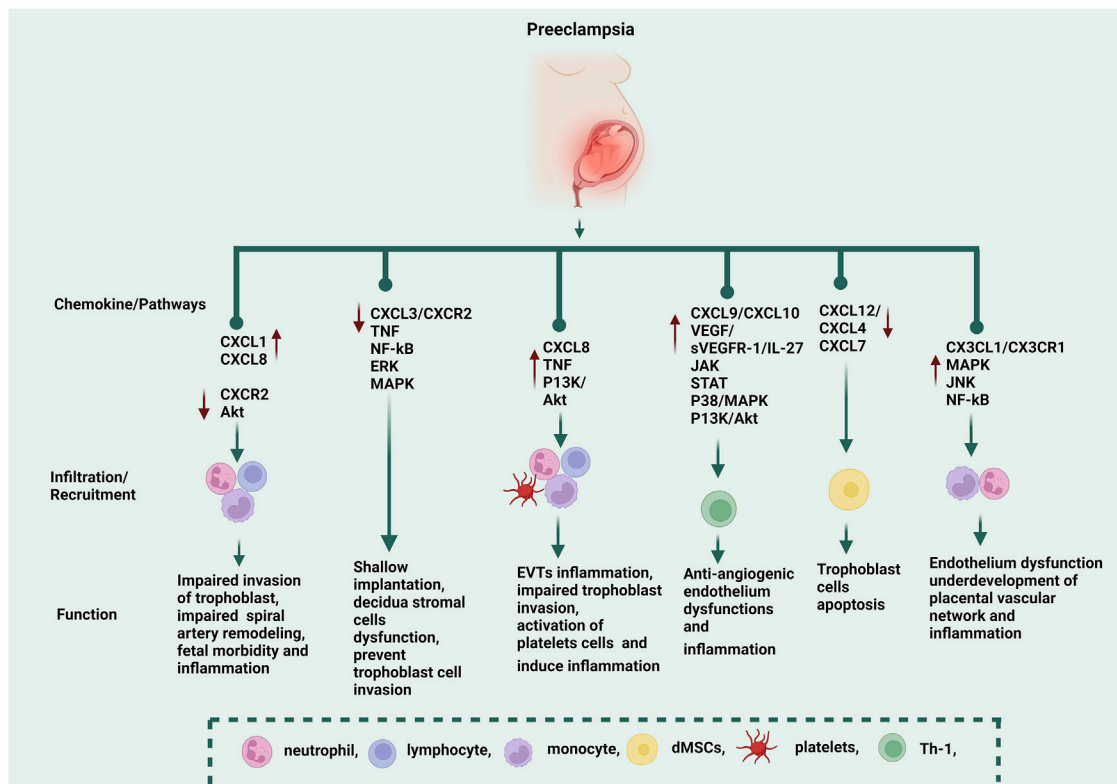 Preeclampsia
Chemokine/Pathways
CXCL1
CXCL8
CXCR2
Akt
CXCL3/CXCR2
TNF
NF-kB
ERK
MAPK
CXCL8
TNF
P13K/
Akt
CXCL9/CXCL10
VEGF/
sVEGFR-1/IL-27
JAK
STAT
P38/MAPK
P13K/Akt
CXCL12/
CXCL4
CXCL7
CX3CL1/CX3CR1
MAPK
JNK
NF-kB
Infiltration/
Recruitment
Function
Impaired invasion
of trophoblast,
impaired spiral
artery remodeling,
fetal morbidity and
inflammation
Shallow
implantation,
decidua stromal
cells
dysfunction,
prevent
trophoblast cell
invasion
EVTs inflammation,
impaired trophoblast
invasion,
activation of
platelets cells and
induce inflammation
Anti-angiogenic
endothelium
dysfunctions
and
inflammation
Trophoblast
cells
apoptosis
Endothelium dysfunction
underdevelopment of
placental vascular
network and
inflammation
neutrophil, lymphocyte, monocyte, dMSCs, platelets, Th-1,